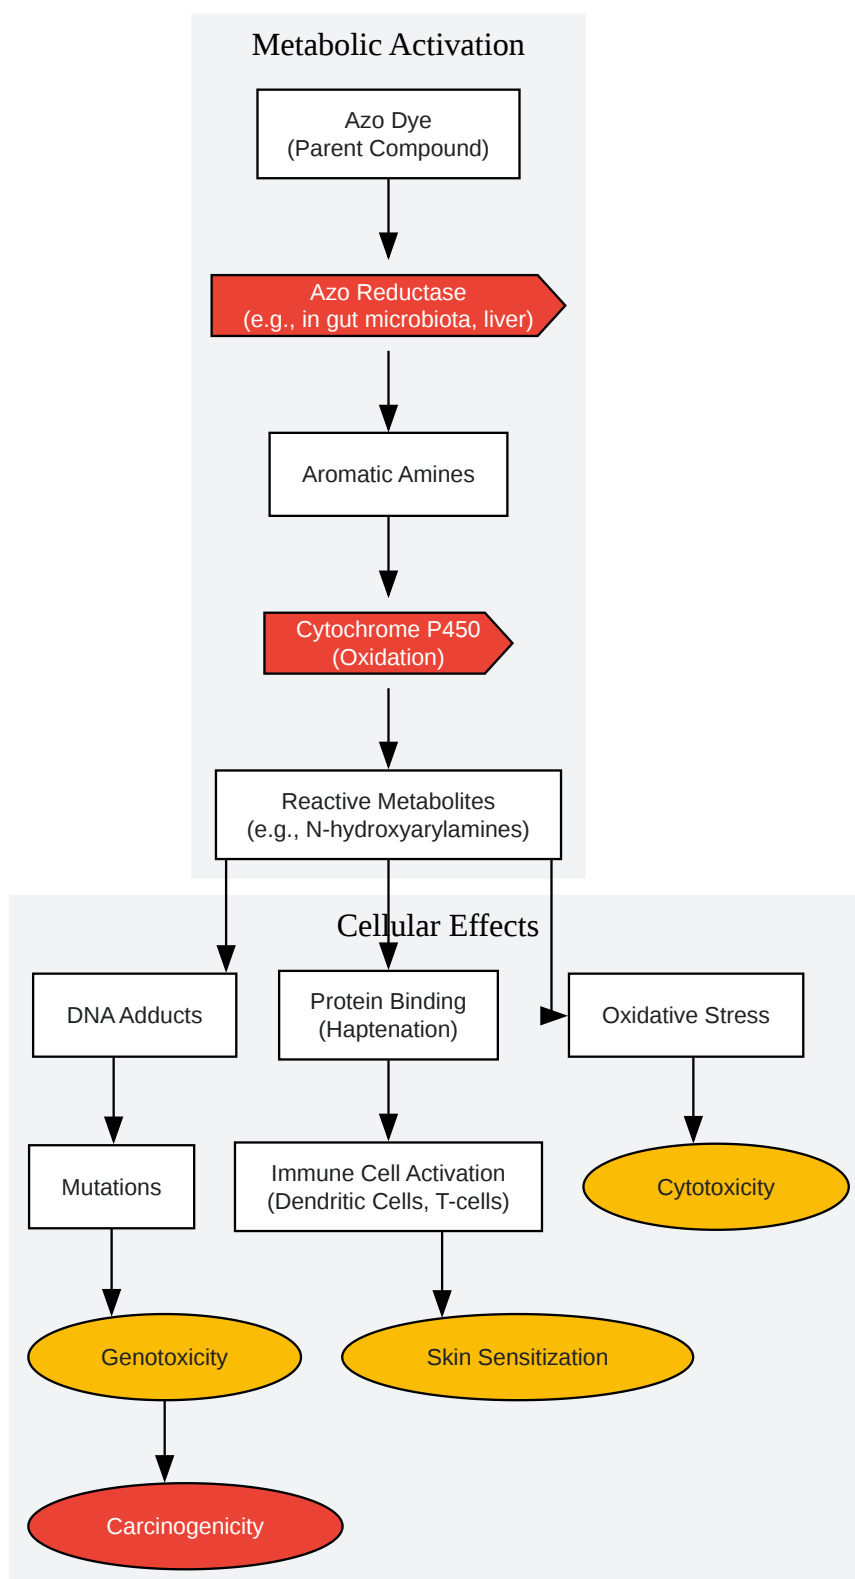 Metabolic Activation
Azo Dye
(Parent Compound)
Azo Reductase
(e.g., in gut microbiota, liver)
Aromatic Amines
Cytochrome P450
(Oxidation)
Reactive Metabolites
(e.g., N-hydroxyarylamines)
Cellular Effects
DNA Adducts
Protein Binding
(Haptenation)
Oxidative Stress
Mutations
Immune Cell Activation
(Dendritic Cells, T-cells)
Cytotoxicity
Genotoxicity
Skin Sensitization
Carcinogenicity